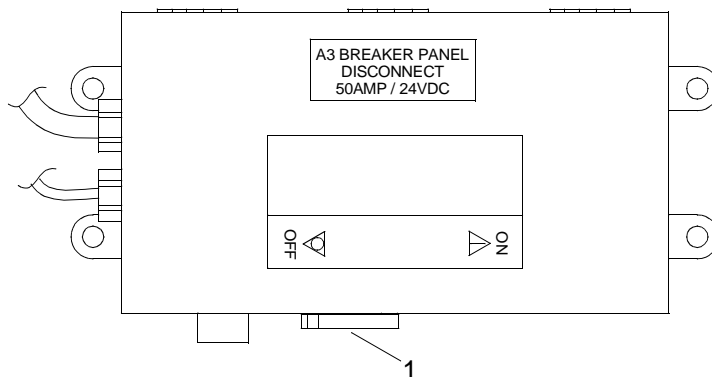 A3 BREAKER PANEL
DISCONNECT
50AMP / 24VDC
OFF
ON
1